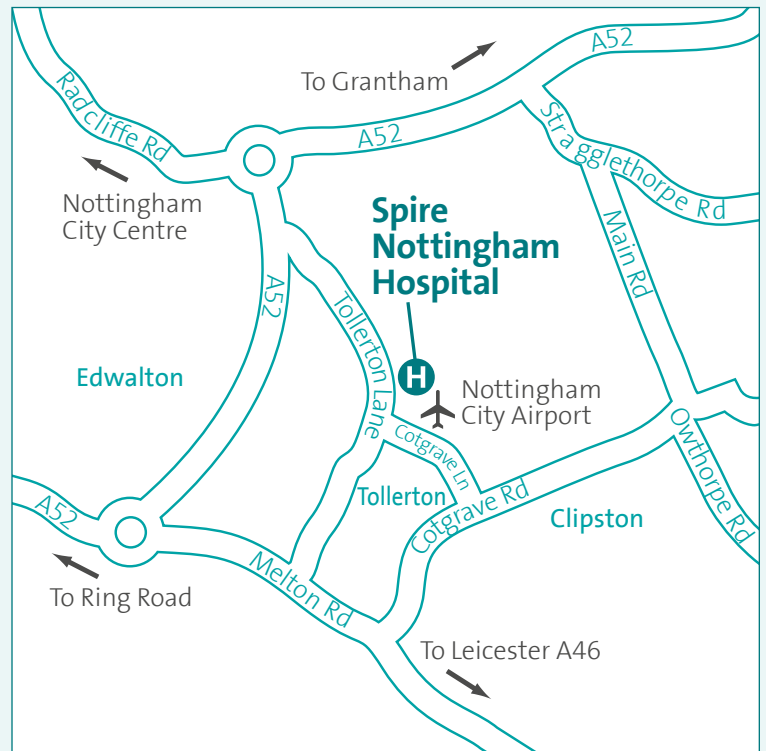 A52
To Grantham
Radcliffe Rd
A52
Stragglethorpe Rd
Nottingham
City Centre
Spire
Nottingham
Hospital
Main Rd
A52
Tollerton Lane
Edwalton
H
Nottingham
City Airport
Cotgrave Ln
Owthorpe Rd
Tollerton
Cotgrave Rd
Clipston
A52
Melton Rd
To Ring Road
To Leicester A46